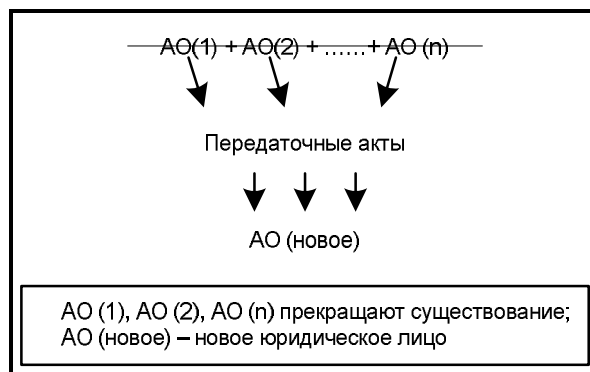 АО(1) + АО(2) + ......+ АО (n)
Передаточные акты
АО (новое)
АО (1), АО (2), АО (n) прекращают существование;
АО (новое) – новое юридическое лицо